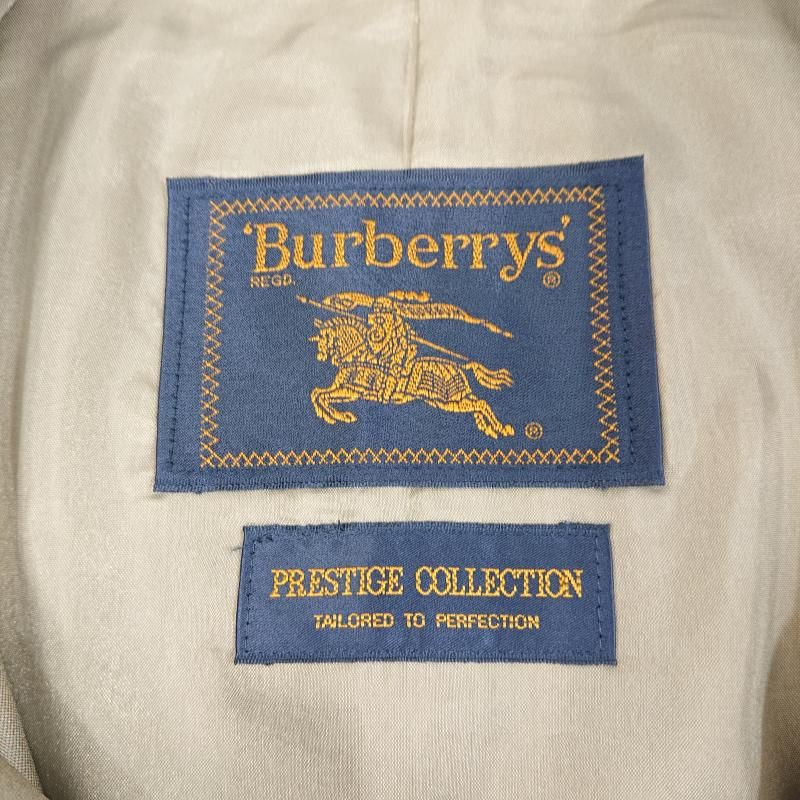 'Burberrys'
REGD. ®
®
PRESTIGE COLLECTION
TAILORED TO PERFECTION